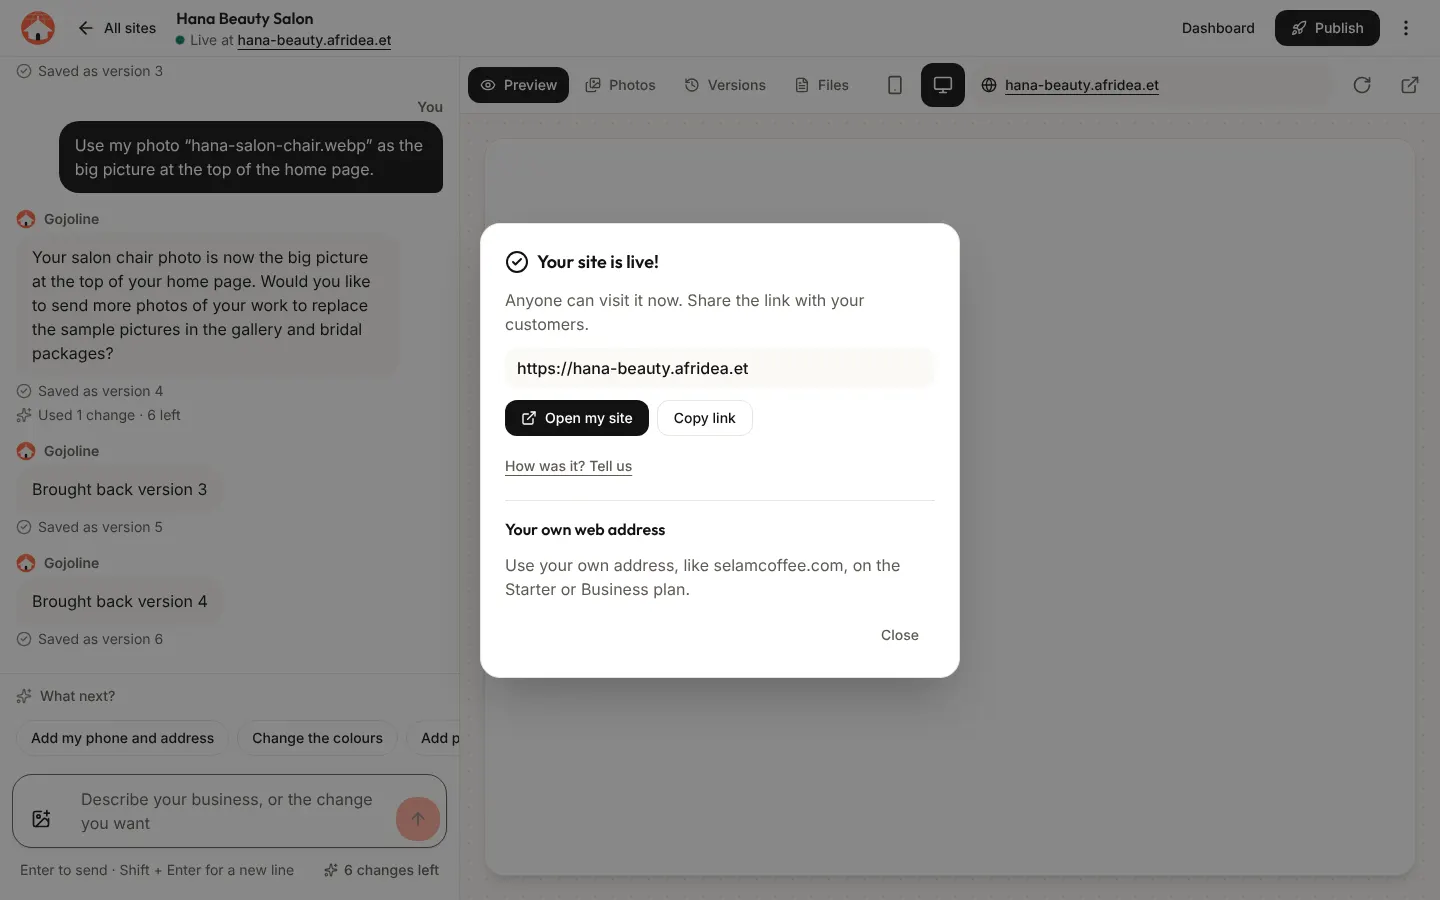 Hana Beauty Salon
All sites
Live at hana-beauty.afridea.et
Dashboard
Publish
Saved as version 3
You
Use my photo “hana-salon-chair.webp” as the
big picture at the top of the home page.
Gojoline
Your salon chair photo is now the big picture
at the top of your home page. Would you like
to send more photos of your work to replace
the sample pictures in the gallery and bridal
packages?
Saved as version 4
Used 1 change · 6 left
Gojoline
Brought back version 3
Saved as version 5
Gojoline
Brought back version 4
Saved as version 6
What next?
Add my phone and address
Change the colours
Add p
Describe your business, or the change
you want
Enter to send · Shift + Enter for a new line
6 changes left
Preview
Photos
Versions
Files
hana-beauty.afridea.et
Your site is live!
Anyone can visit it now. Share the link with your
customers.
https://hana-beauty.afridea.et
Open my site
Copy link
How was it? Tell us
Your own web address
Use your own address, like selamcoffee.com, on the
Starter or Business plan.
Close